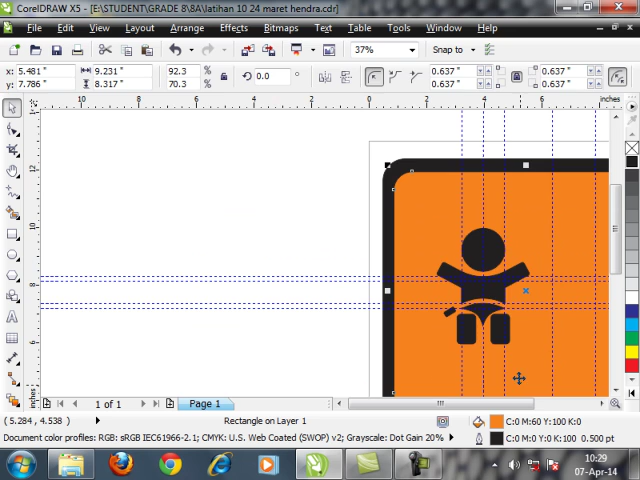 CorelDRAW X5 - [E:\STUDENT\GRADE 8\8A\latihan 10 24 maret hendra.cdr]
File Edit View Layout Arrange Effects Bitmaps Text Table Tools Window Help
37% Snap to
x: 5.481 " 9.231 " 92.3 % 0.0 ° 0.637 " 0.637 "
y: 7.786 " 8.317 " 70.3 % 0.637 " 0.637 "
10 8 6 4 2 0 2 4 6 8 inches
12
10
8
6
inches
1 of 1 Page 1
( 5.284, 4.538 ) Rectangle on Layer 1 C:0 M:60 Y:100 K:0
Document color profiles: RGB: sRGB IEC61966-2.1; CMYK: U.S. Web Coated (SWOP) v2; Grayscale: Dot Gain 20% C:0 M:0 Y:0 K:100 0.500 pt
10:29
07-Apr-14